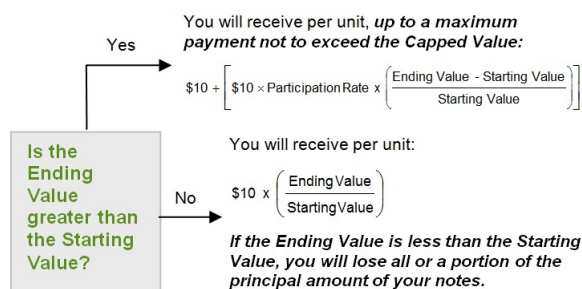 You will receive per unit, up to a maximum
Yes
payment not to exceed the Capped Value:
$10 + [ $10 × Participation Rate x ( Ending Value - Starting Value / Starting Value ) ]
Is the
Ending
Value
greater than
the Starting
Value?
You will receive per unit:
No
$10 x ( Ending Value / Starting Value )
If the Ending Value is less than the Starting
Value, you will lose all or a portion of the
principal amount of your notes.